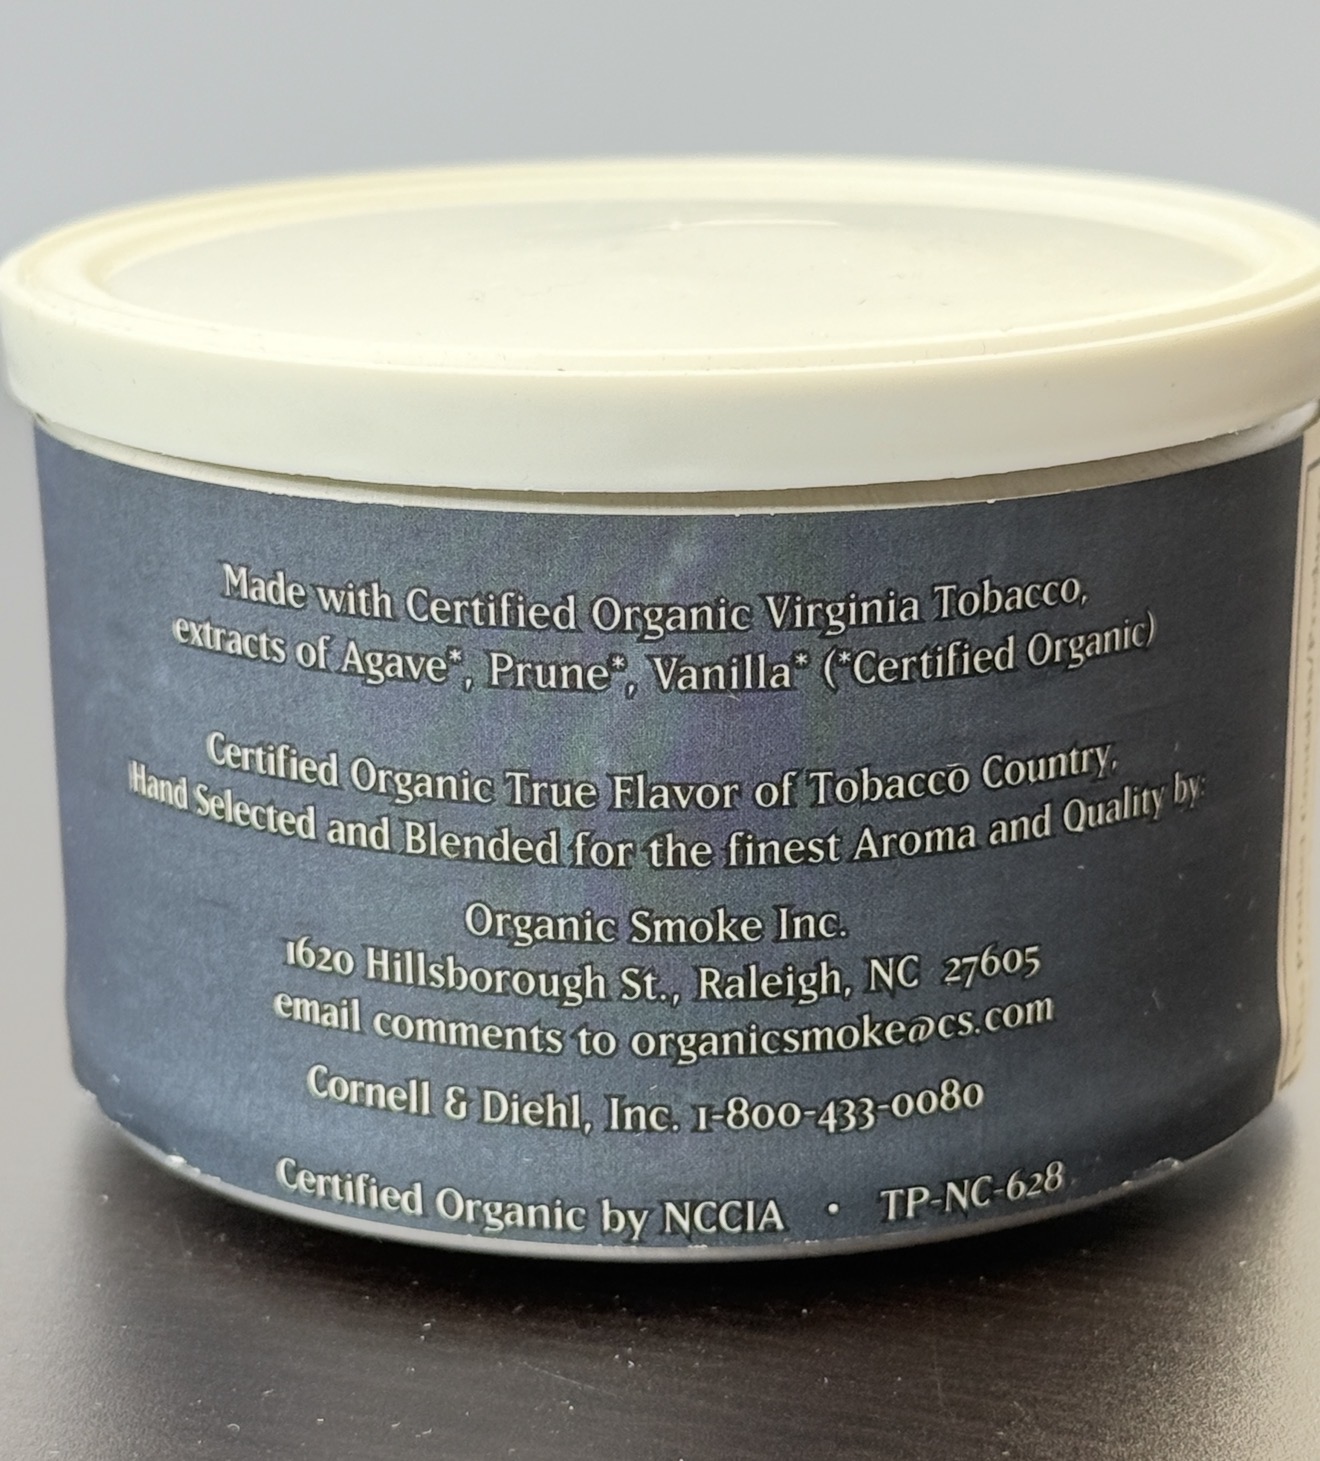 Made with Certified Organic Virginia Tobacco,
extracts of Agave*, Prune*, Vanilla* (*Certified Organic)
Certified Organic True Flavor of Tobacco Country,
Hand Selected and Blended for the finest Aroma and Quality by:
Organic Smoke Inc.
1620 Hillsborough St., Raleigh, NC 27605
email comments to organicsmoke@cs.com
Cornell & Diehl, Inc. 1-800-433-0080
Certified Organic by NCCIA • TP-NC-628